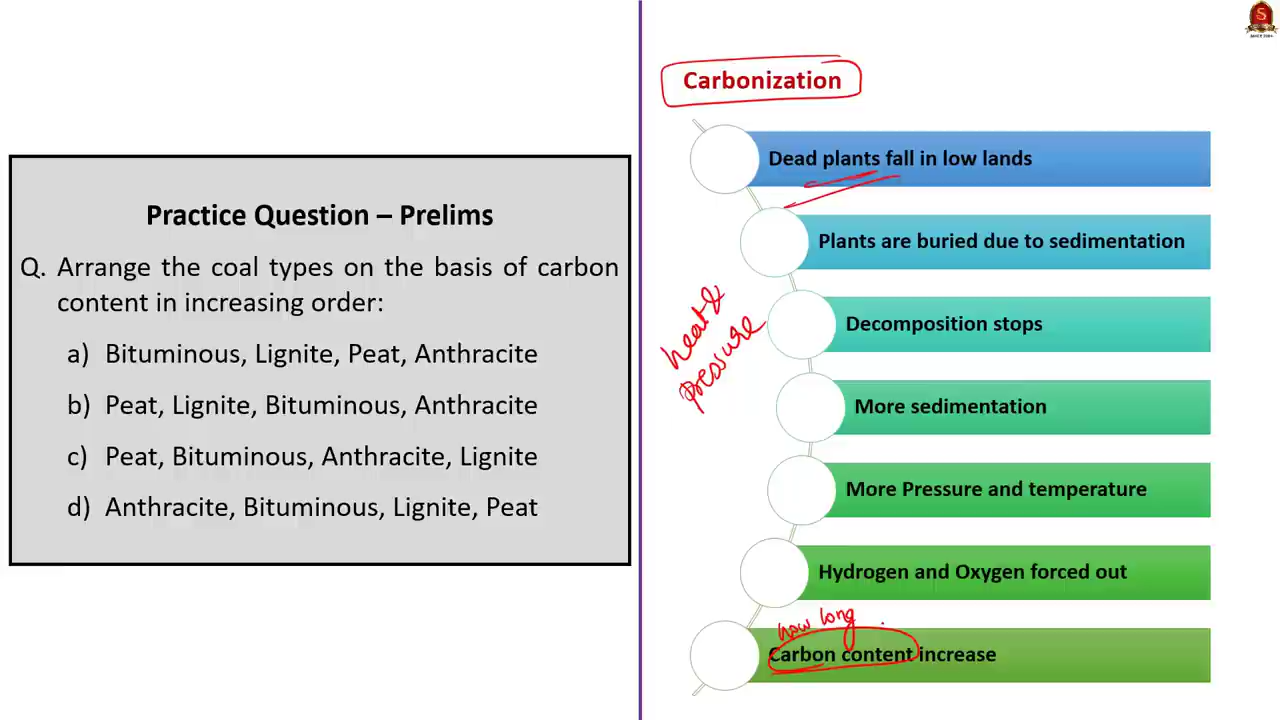 Practice Question – Prelims
Q. Arrange the coal types on the basis of carbon
content in increasing order:
a) Bituminous, Lignite, Peat, Anthracite
b) Peat, Lignite, Bituminous, Anthracite
c) Peat, Bituminous, Anthracite, Lignite
d) Anthracite, Bituminous, Lignite, Peat
Carbonization
Dead plants fall in low lands
Plants are buried due to sedimentation
heat &
pressure
Decomposition stops
More sedimentation
More Pressure and temperature
Hydrogen and Oxygen forced out
how long
Carbon content increase